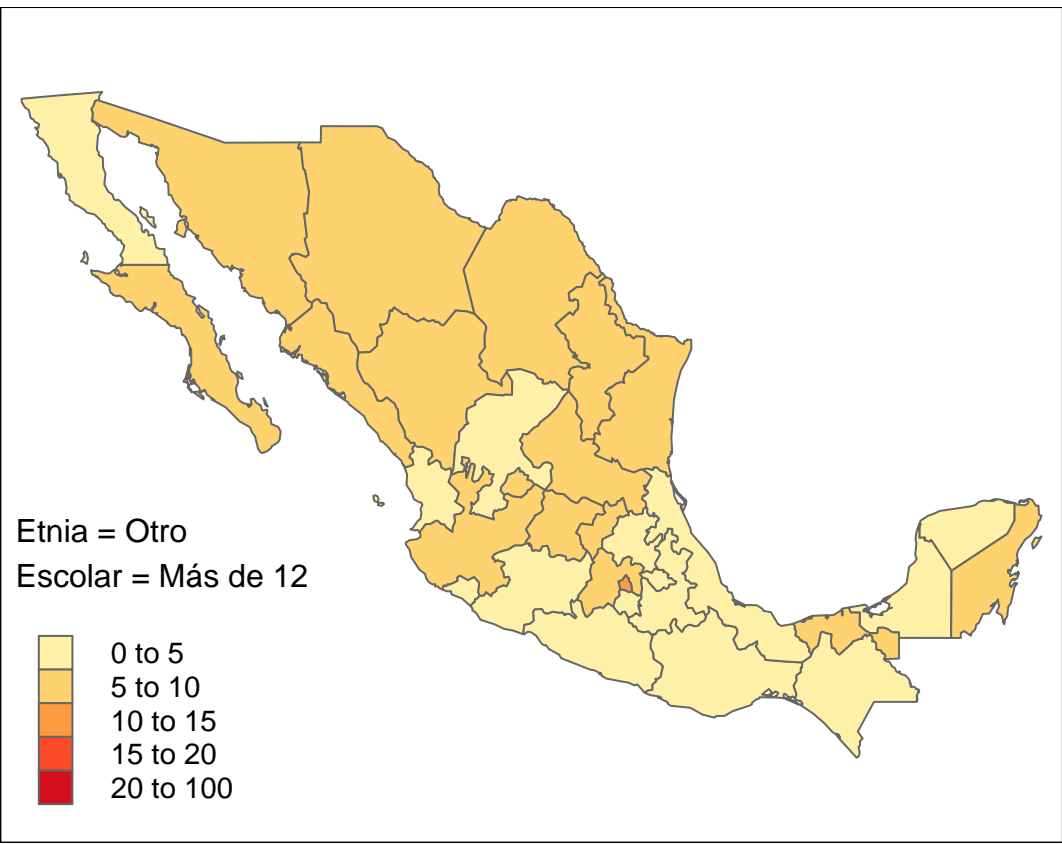 Etnia = Otro
Escolar = Más de 12
0 to 5
5 to 10
10 to 15
15 to 20
20 to 100